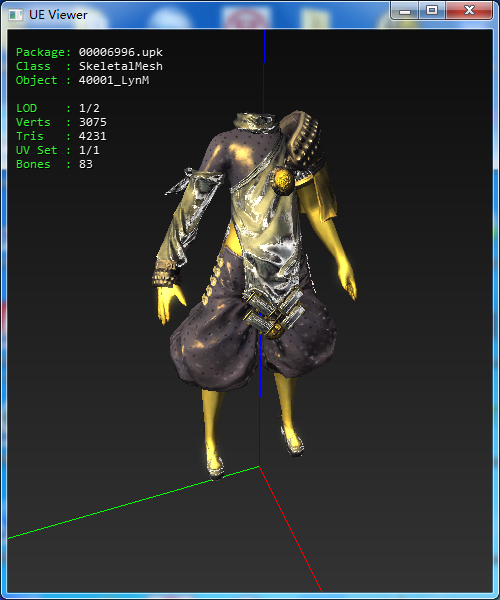 UE Viewer
Package: 00006996.upk
Class  : SkeletalMesh
Object : 40001_LynM
LOD    : 1/2
Verts  : 3075
Tris   : 4231
UV Set : 1/1
Bones  : 83